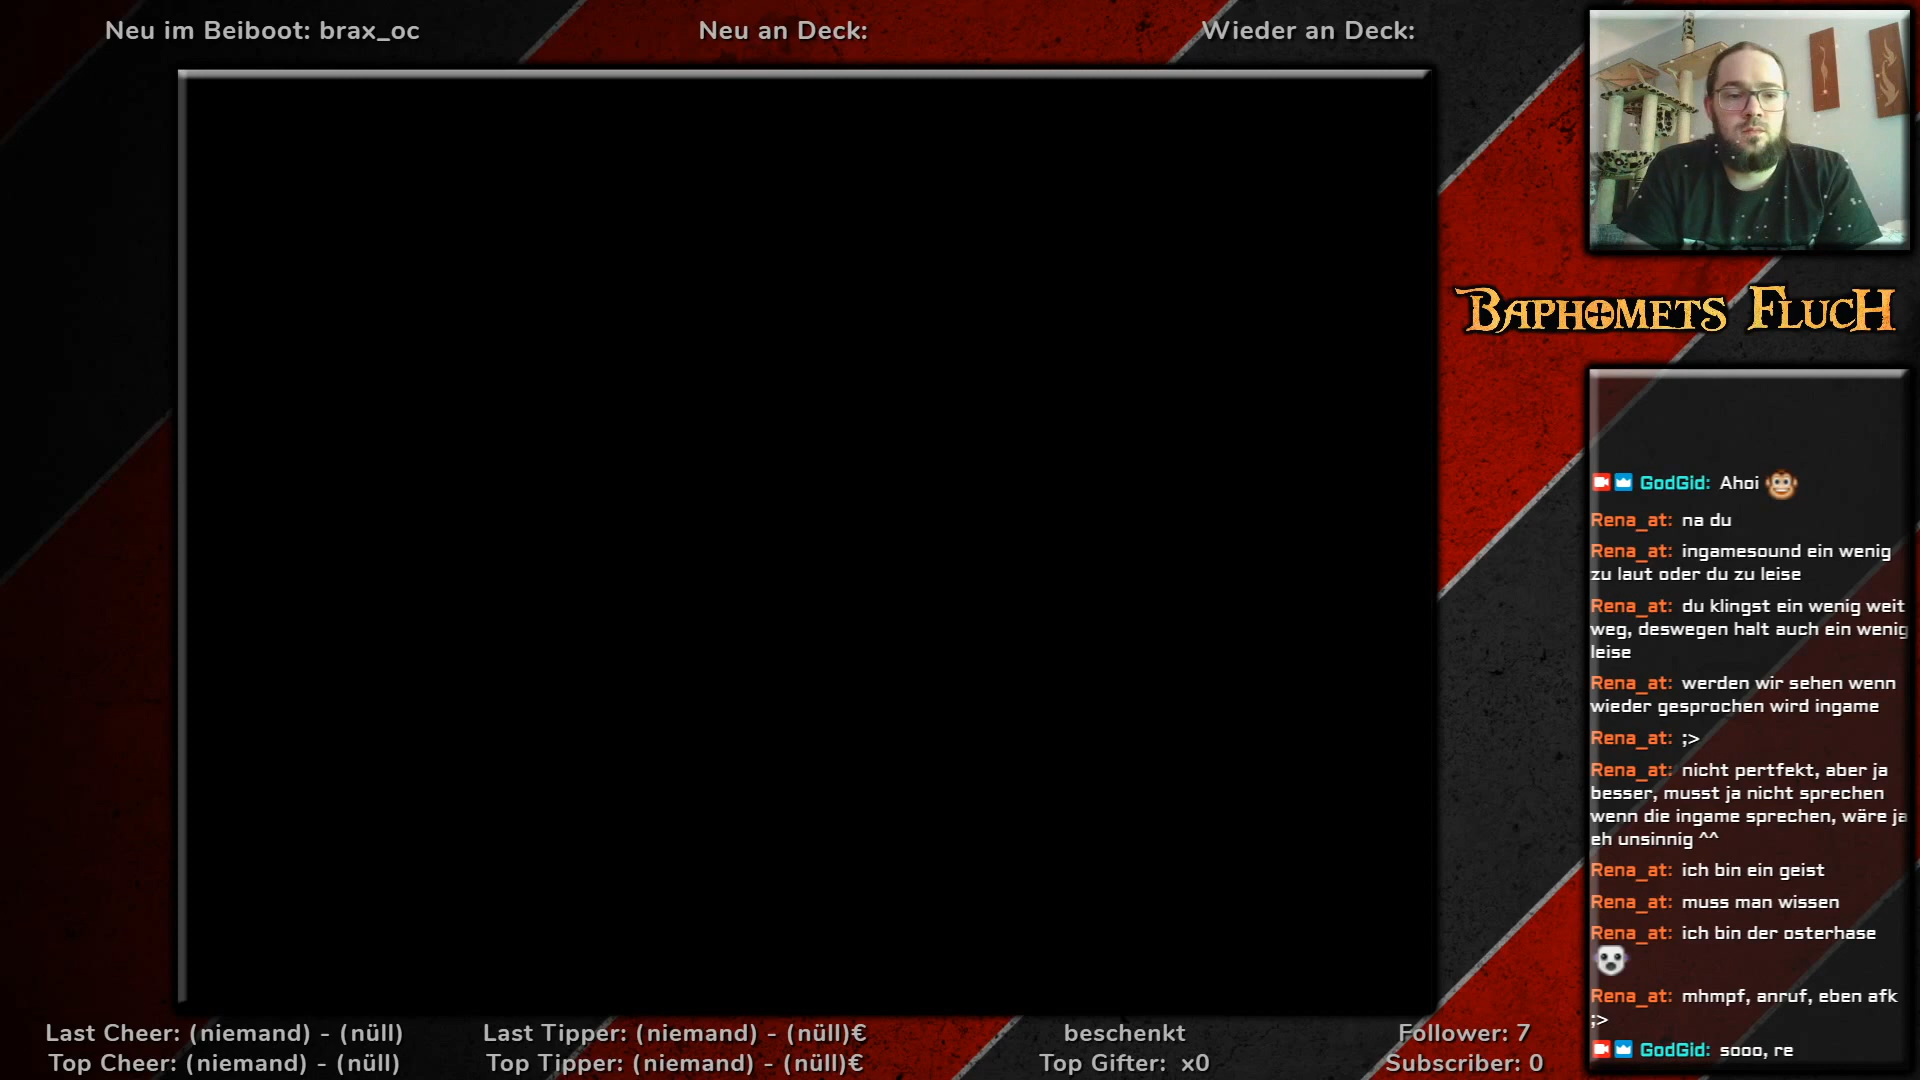 Neu im Beiboot: brax_oc
Neu an Deck:
Wieder an Deck:
BAPHOMETS FLUCH
GodGid: Ahoi
Rena_at: na du
Rena_at: ingamesound ein wenig
zu laut oder du zu leise
Rena_at: du klingst ein wenig weit
weg, deswegen halt auch ein wenig
leise
Rena_at: werden wir sehen wenn
wieder gesprochen wird ingame
Rena_at: ;>
Rena_at: nicht pertfekt, aber ja
besser, musst ja nicht sprechen
wenn die ingame sprechen, wäre ja
eh unsinnig ^^
Rena_at: ich bin ein geist
Rena_at: muss man wissen
Rena_at: ich bin der osterhase
Rena_at: mhmpf, anruf, eben afk
;>
GodGid: sooo, re
Last Cheer: (niemand) - (nüll)
Top Cheer: (niemand) - (nüll)
Last Tipper: (niemand) - (nüll)€
Top Tipper: (niemand) - (nüll)€
beschenkt
Top Gifter: x0
Follower: 7
Subscriber: 0